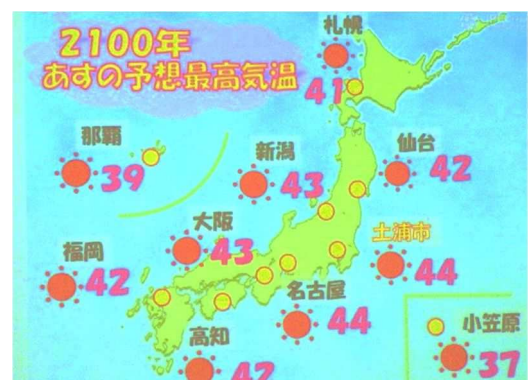 2100年
あすの予想最高気温
札幌
41
那覇
39
新潟
43
仙台
42
大阪
43
土浦市
44
福岡
42
名古屋
44
高知
42
小笠原
37